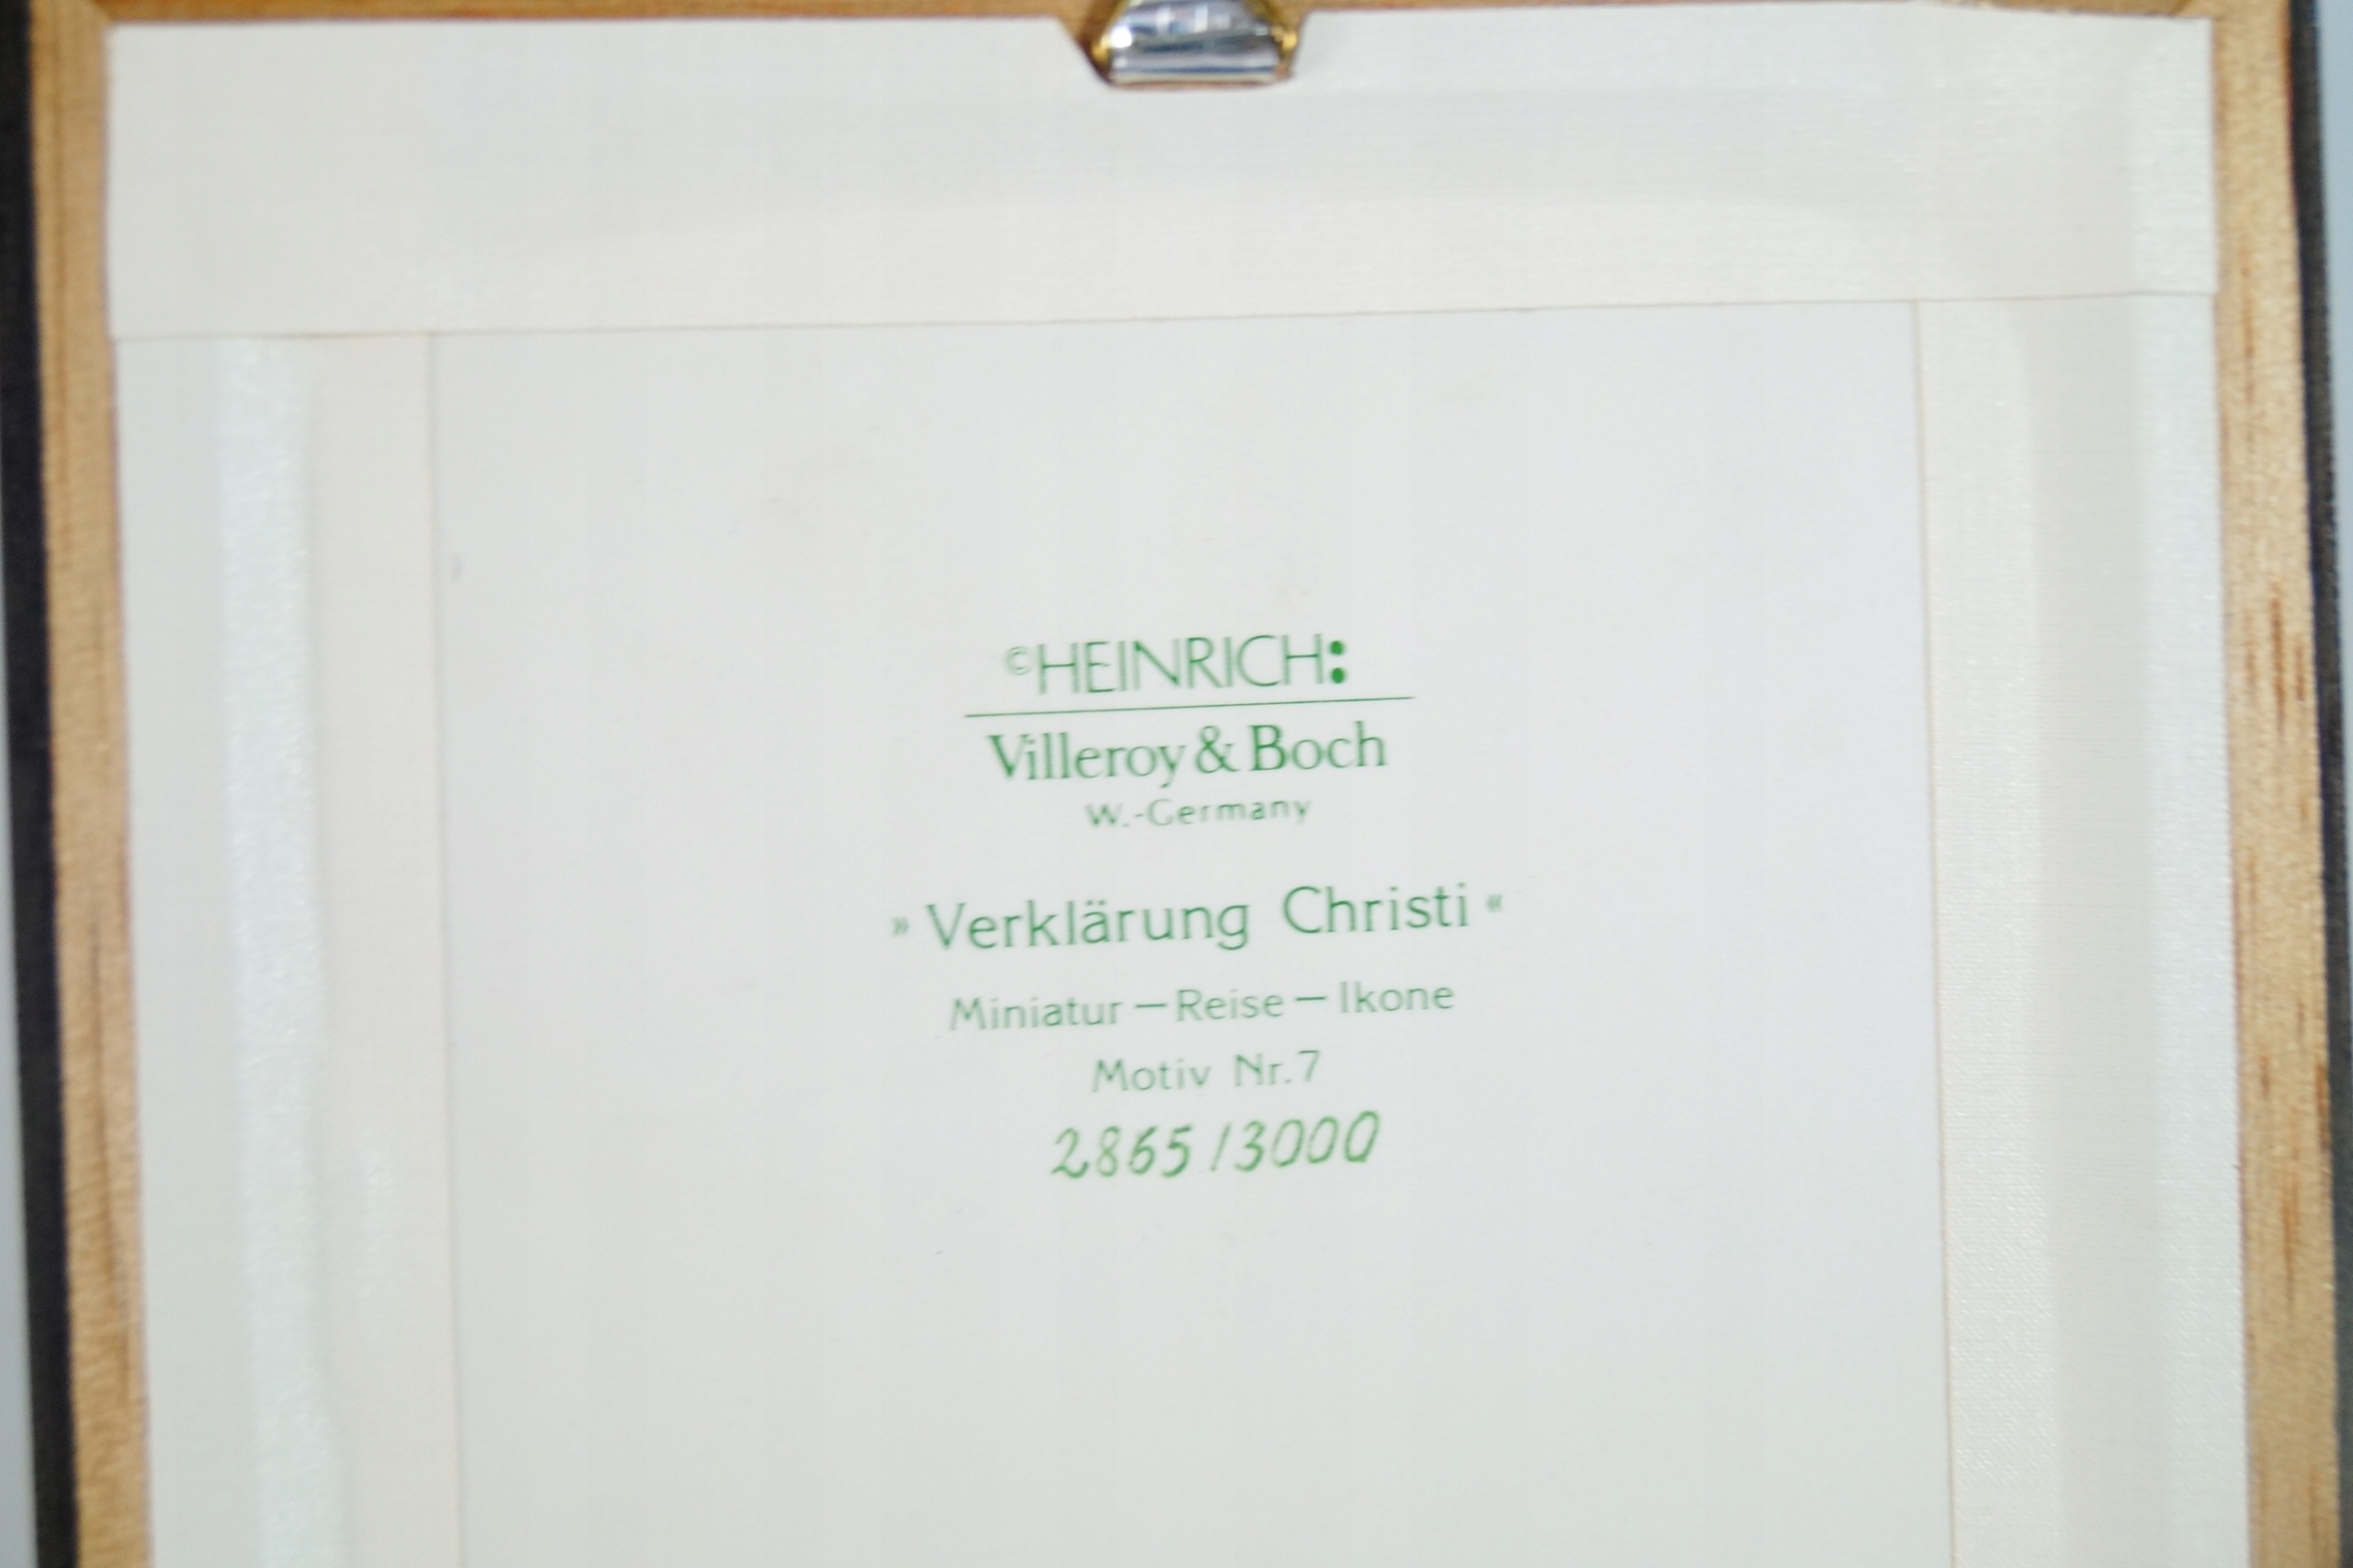 ©HEINRICH:
Villeroy & Boch
W.-Germany
» Verklärung Christi «
Miniatur – Reise – Ikone
Motiv Nr. 7
2865/3000